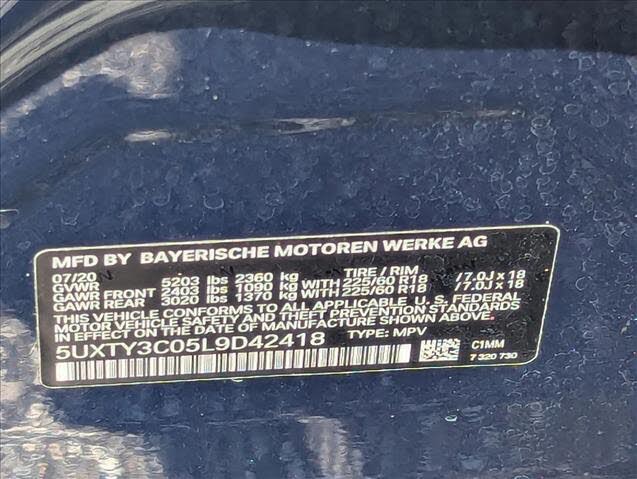 MFD BY BAYERISCHE MOTOREN WERKE AG
07/20 TIRE / RIM
GVWR 5203 lbs 2360 kg
GAWR FRONT 2403 lbs 1090 kg WITH 225/60 R18 /7.0J x 18
GAWR REAR 3020 lbs 1370 kg WITH 225/60 R18 /7.0J x 18
THIS VEHICLE CONFORMS TO ALL APPLICABLE U. S. FEDERAL
MOTOR VEHICLE SAFETY AND THEFT PREVENTION STANDARDS
IN EFFECT ON THE DATE OF MANUFACTURE SHOWN ABOVE.
5UXTY3C05L9D42418 TYPE: MPV
C1MM
7 320 730